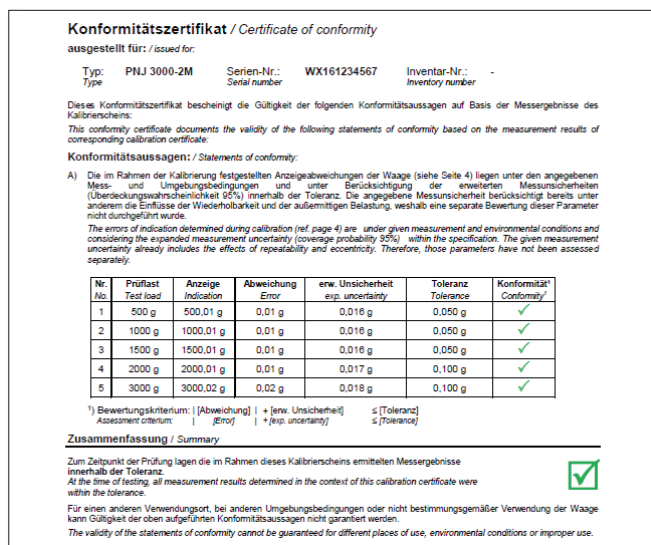 Konformitätszertifikat / Certificate of conformity
ausgestellt für: / issued for:
Typ: PNJ 3000-2M Serien-Nr.: WX161234567 Inventar-Nr.: -
Type Serial number Inventory number
Dieses Konformitätszertifikat bescheinigt die Gültigkeit der folgenden Konformitätsaussagen auf Basis der Messergebnisse des
Kalibrierscheins:
This conformity certificate documents the validity of the following statements of conformity based on the measurement results of
corresponding calibration certificate:
Konformitätsaussagen: / Statements of conformity:
A) Die im Rahmen der Kalibrierung festgestellten Anzeigeabweichungen der Waage (siehe Seite 4) liegen unter den angegebenen
Mess- und Umgebungsbedingungen und unter Berücksichtigung der erweiterten Messunsicherheiten
(Überdeckungswahrscheinlichkeit 95%) innerhalb der Toleranz. Die angegebene Messunsicherheit berücksichtigt bereits unter
anderem die Einflüsse der Wiederholbarkeit und der außermittigen Belastung, weshalb eine separate Bewertung dieser Parameter
nicht durchgeführt wurde.
The errors of indication determined during calibration (ref. page 4) are under given measurement and environmental conditions and
considering the expanded measurement uncertainty (coverage probability 95%) within the specification. The given measurement
uncertainty already includes the effects of repeatability and eccentricity. Therefore, those parameters have not been assessed
separately.
Nr. Prüflast Anzeige Abweichung erw. Unsicherheit Toleranz Konformität¹
No. Test load Indication Error exp. uncertainty Tolerance Conformity¹
1 500 g 500,01 g 0,01 g 0,016 g 0,050 g ✓
2 1000 g 1000,01 g 0,01 g 0,016 g 0,050 g ✓
3 1500 g 1500,01 g 0,01 g 0,016 g 0,050 g ✓
4 2000 g 2000,01 g 0,01 g 0,017 g 0,100 g ✓
5 3000 g 3000,02 g 0,02 g 0,018 g 0,100 g ✓
¹) Bewertungskriterium: | [Abweichung] | + [erw. Unsicherheit] ≤ [Toleranz]
Assessment criterium: | [Error] | + [exp. uncertainty] ≤ [Tolerance]
Zusammenfassung / Summary
Zum Zeitpunkt der Prüfung lagen die im Rahmen dieses Kalibrierscheins ermittelten Messergebnisse
innerhalb der Toleranz.
At the time of testing, all measurement results determined in the context of this calibration certificate were
within the tolerance.
Für einen anderen Verwendungsort, bei anderen Umgebungsbedingungen oder nicht bestimmungsgemäßer Verwendung der Waage
kann Gültigkeit der oben aufgeführten Konformitätsaussagen nicht garantiert werden.
The validity of the statements of conformity cannot be guaranteed for different places of use, environmental conditions or improper use.